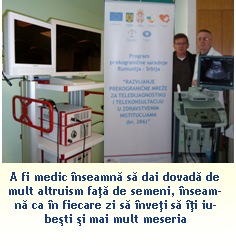 Program
prekogranične saradnje
Rumunija - Srbija
"RAZVIJANJE
PREKOGRANIČNE MREŽE
ZA TELEDIJAGNOSTIKU
I TELEKONSULTACIJU
U ZDRAVSTVENIM
INSTITUCIJAMA
A fi medic înseamnă să dai dovadă de
mult altruism faţă de semeni, înseam-
nă ca în fiecare zi să înveţi să îţi iu-
beşti şi mai mult meseria